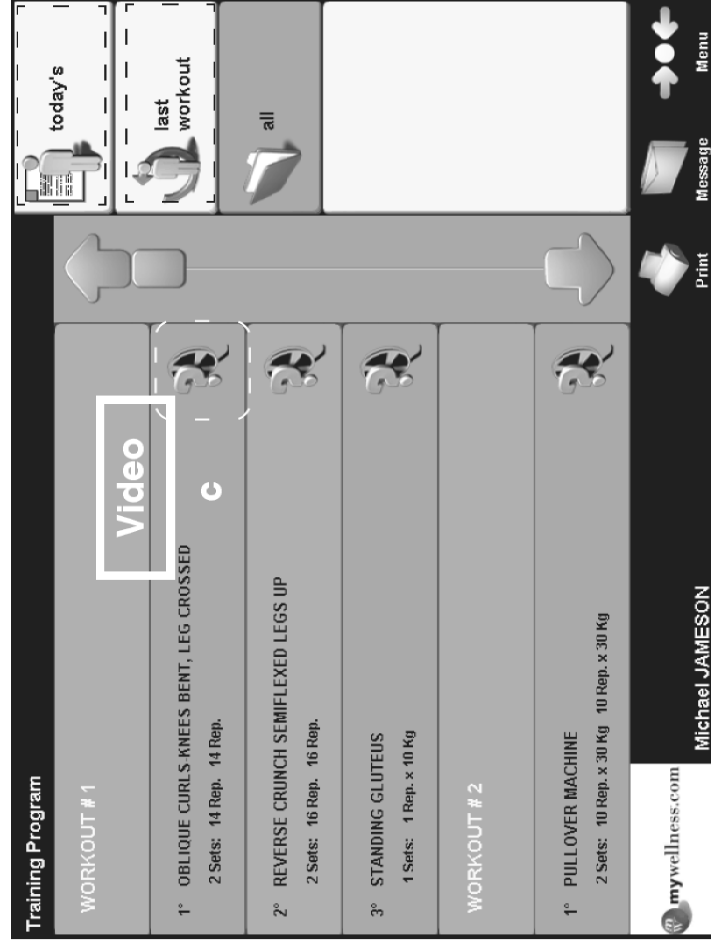 Training Program
WORKOUT # 1
Video
1° OBLIQUE CURLS-KNEES BENT, LEG CROSSED
2 Sets: 14 Rep. 14 Rep.
c
2° REVERSE CRUNCH SEMIFLEXED LEGS UP
2 Sets: 16 Rep. 16 Rep.
3° STANDING GLUTEUS
1 Sets: 1 Rep. x 10 Kg
WORKOUT # 2
1° PULLOVER MACHINE
2 Sets: 10 Rep. x 30 Kg 10 Rep. x 30 Kg
today's
last
workout
all
mywellness.com
Michael JAMESON
Print
Message
Menu